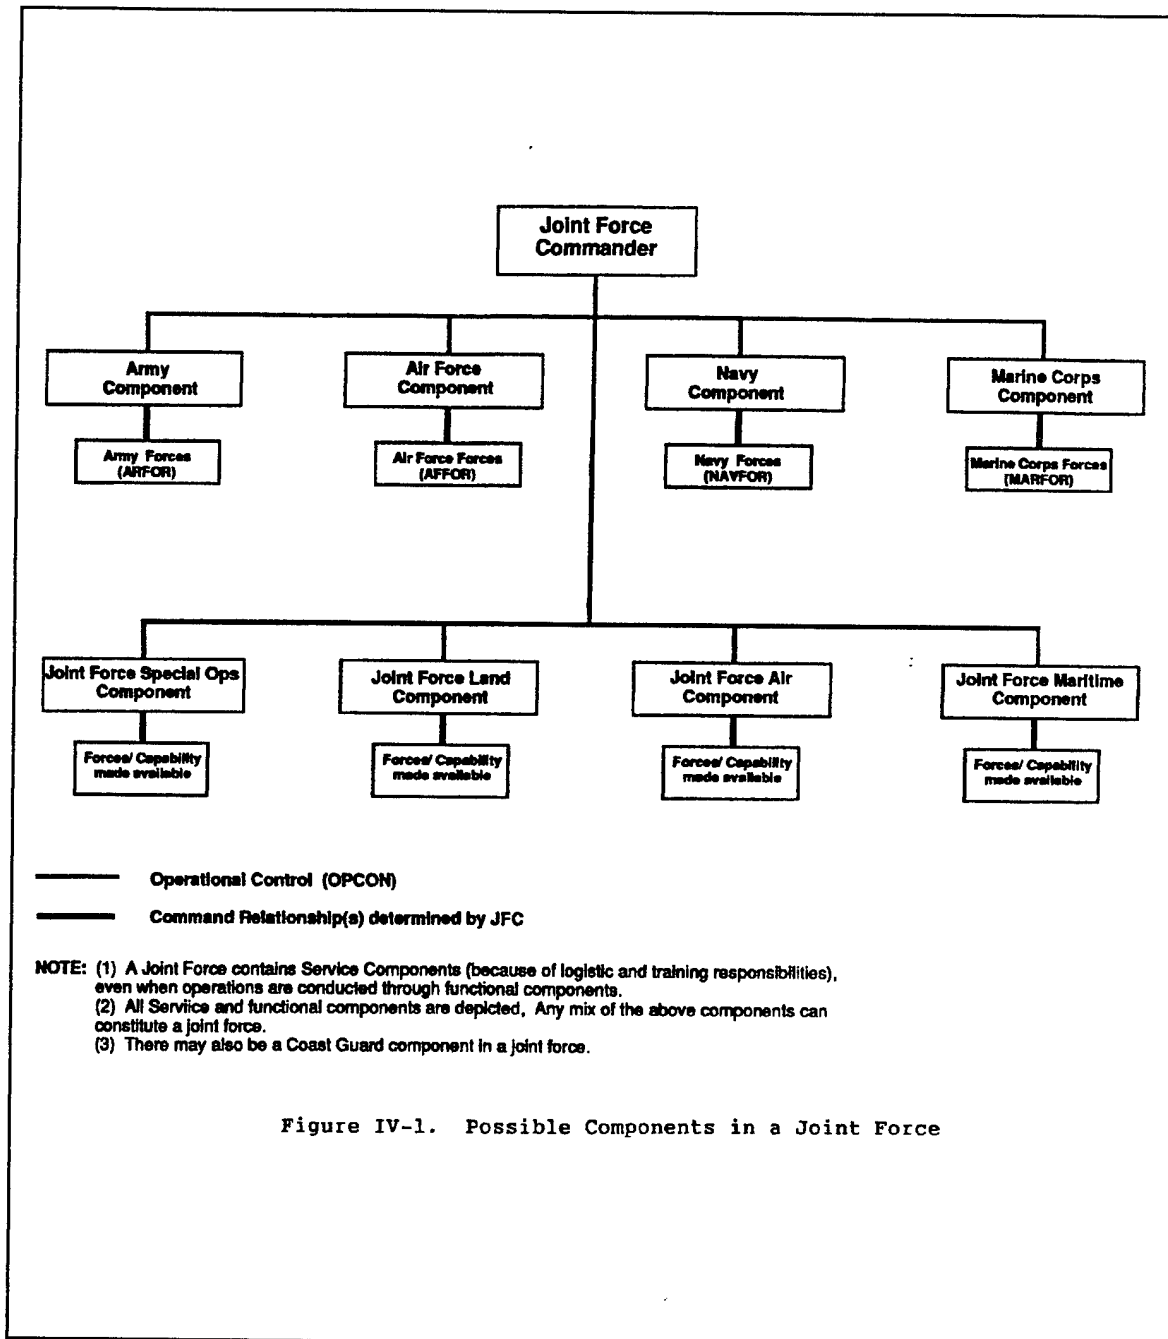 Joint Force
Commander
Army
Component
Air Force
Component
Navy
Component
Marine Corps
Component
Army Forces
(ARFOR)
Air Force Forces
(AFFOR)
Navy Forces
(NAVFOR)
Marine Corps Forces
(MARFOR)
Joint Force Special Ops
Component
Joint Force Land
Component
Joint Force Air
Component
Joint Force Maritime
Component
Forces/ Capability
made available
Forces/ Capability
made available
Forces/ Capability
made available
Forces/ Capability
made available
Operational Control (OPCON)
Command Relationship(s) determined by JFC
NOTE: (1) A Joint Force contains Service Components (because of logistic and training responsibilities),
even when operations are conducted through functional components.
(2) All Serviice and functional components are depicted, Any mix of the above components can
constitute a joint force.
(3) There may also be a Coast Guard component in a joint force.
Figure IV-1. Possible Components in a Joint Force